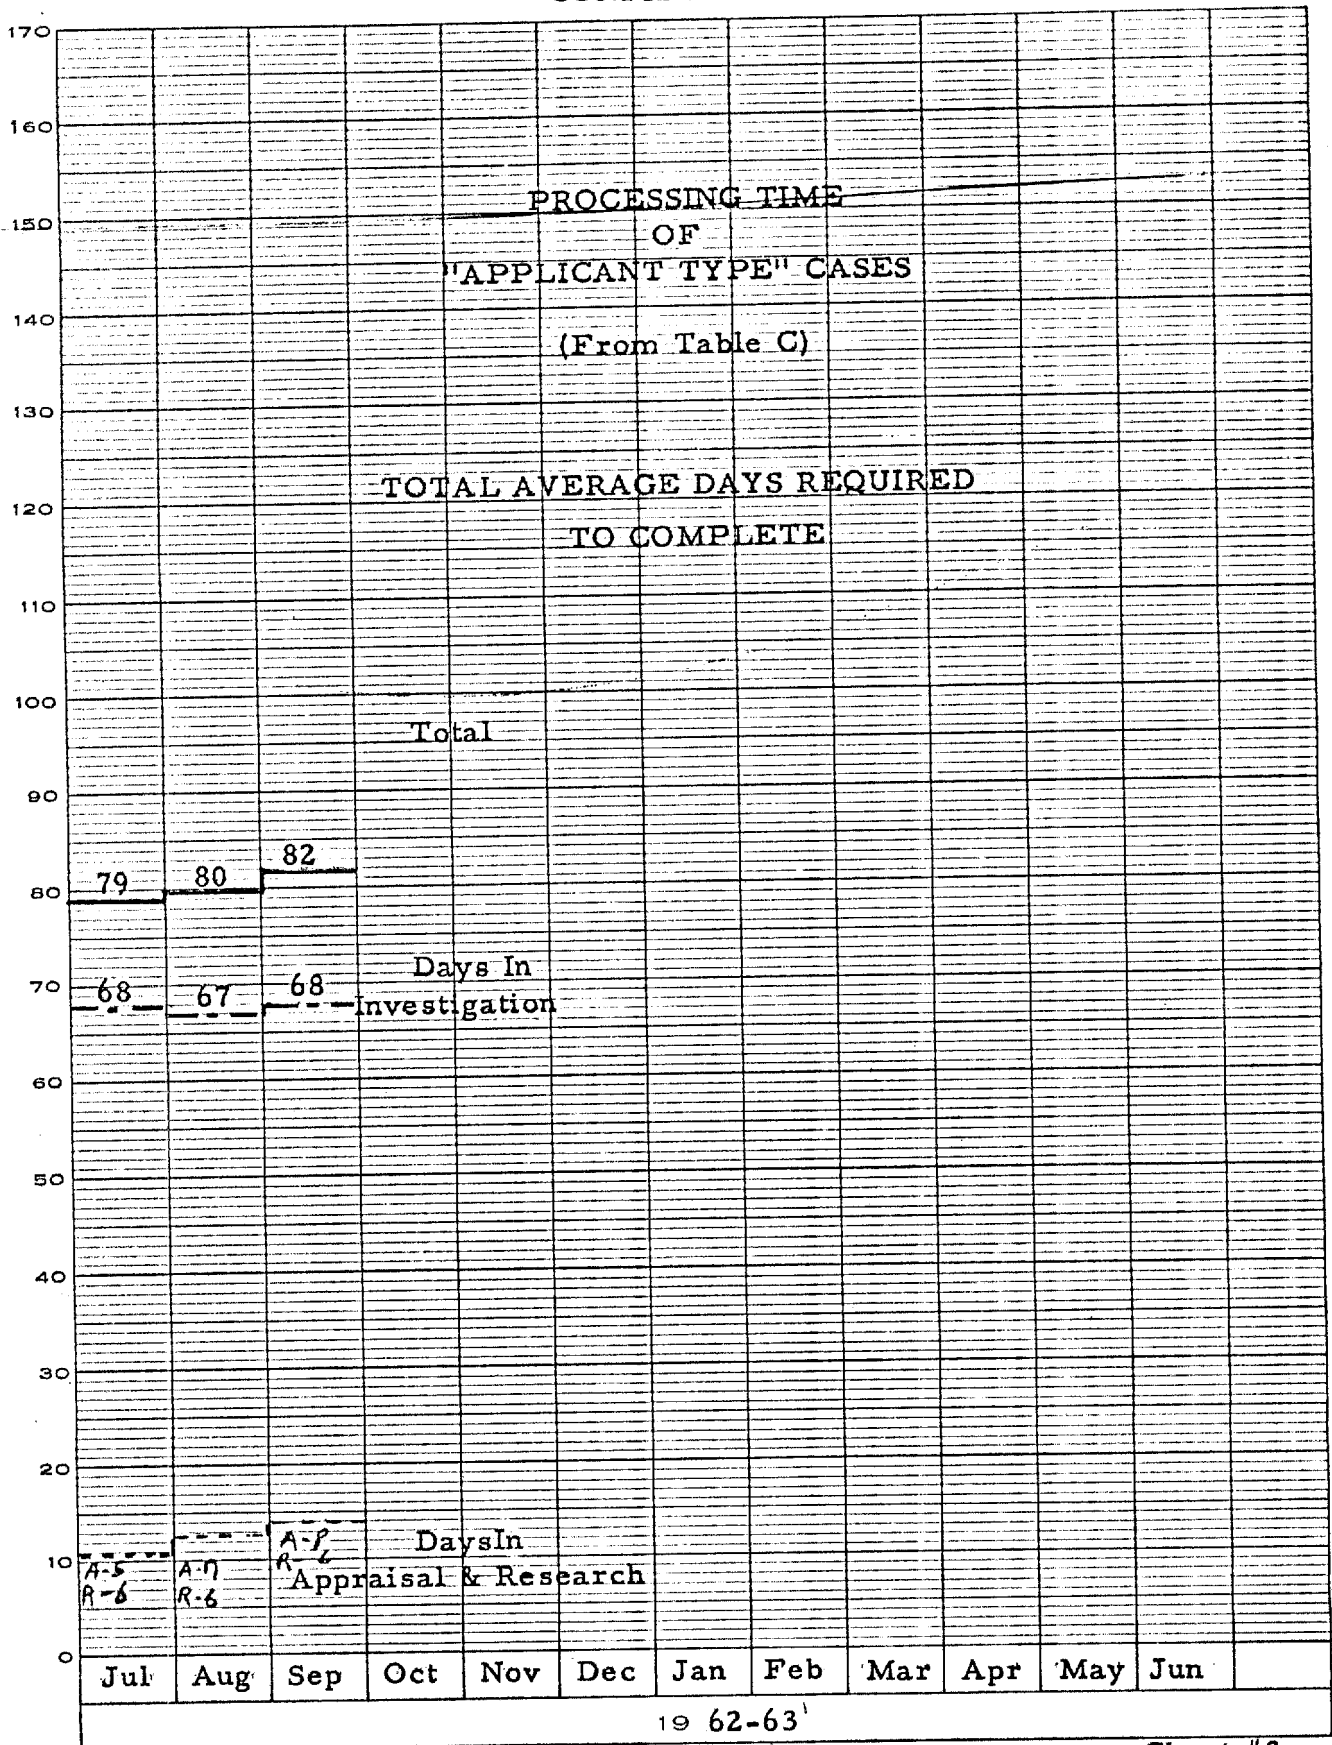 170
160
150
140
130
120
110
100
90
80
70
60
50
40
30
20
10
0
PROCESSING TIME
OF
"APPLICANT TYPE" CASES
(From Table C)
TOTAL AVERAGE DAYS REQUIRED
TO COMPLETE
Total
79 80 82
Days In
Investigation
68 67 68
DaysIn
Appraisal & Research
A-5
R-6
A-7
R-6
A-8
R-6
Jul Aug Sep Oct Nov Dec Jan Feb Mar Apr May Jun
19 62-63